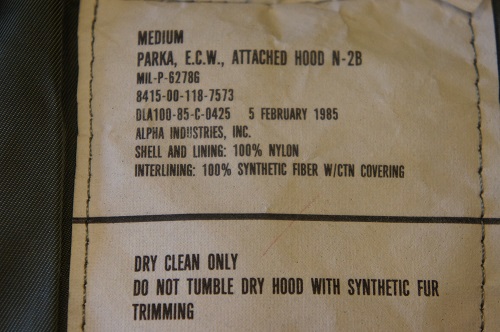 MEDIUM
PARKA, E.C.W., ATTACHED HOOD N-2B
MIL-P-6278G
8415-00-118-7573
DLA100-85-C-0425 5 FEBRUARY 1985
ALPHA INDUSTRIES, INC.
SHELL AND LINING: 100% NYLON
INTERLINING: 100% SYNTHETIC FIBER W/CTN COVERING
DRY CLEAN ONLY
DO NOT TUMBLE DRY HOOD WITH SYNTHETIC FUR
TRIMMING